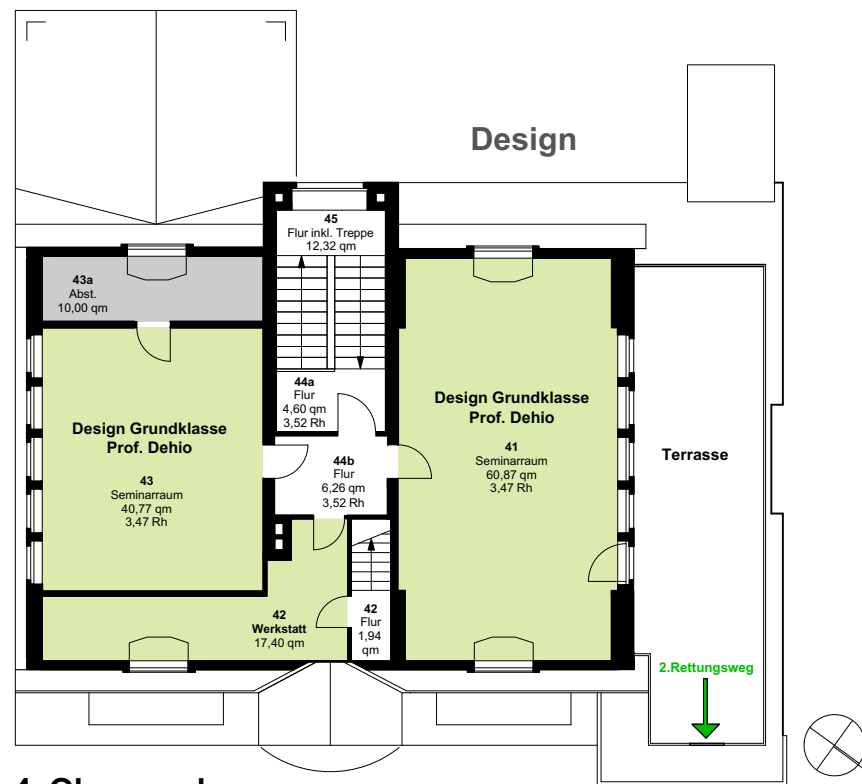 Design
45
Flur inkl. Treppe
12,32 qm
43a
Abst.
10,00 qm
44a
Flur
4,60 qm
3,52 Rh
Design Grundklasse
Prof. Dehio
43
Seminarraum
40,77 qm
3,47 Rh
44b
Flur
6,26 qm
3,52 Rh
Design Grundklasse
Prof. Dehio
41
Seminarraum
60,87 qm
3,47 Rh
Terrasse
42
Werkstatt
17,40 qm
42
Flur
1,94
qm
2.Rettungsweg